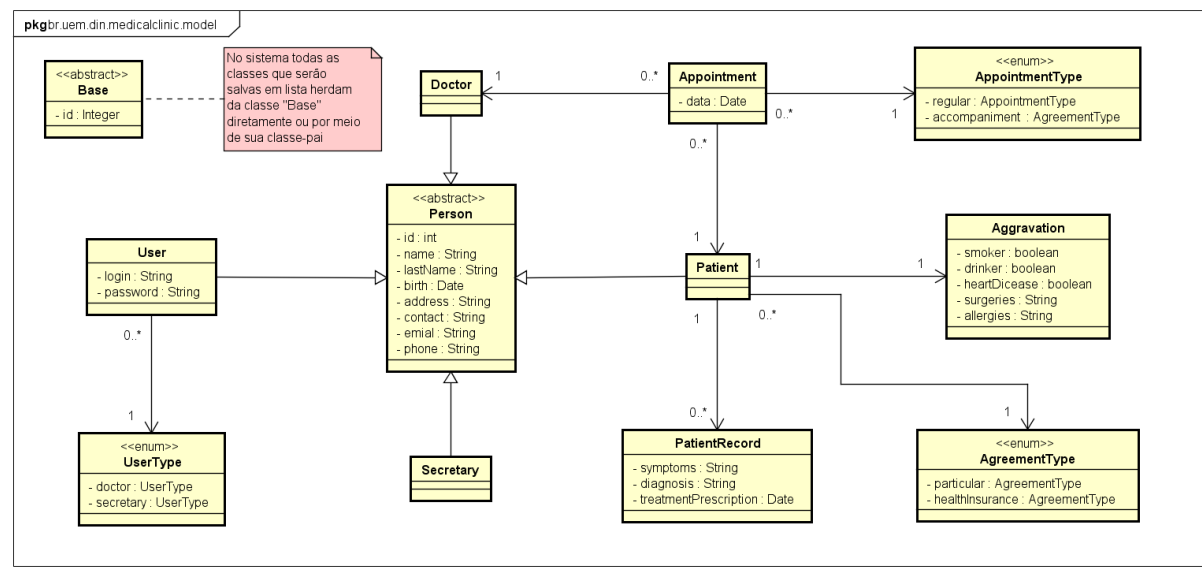 pkg br.uem.din.medicalclinic.model
<<abstract>>
Base
- id : Integer
No sistema todas as
classes que serão
salvas em lista herdam
da classe "Base"
diretamente ou por meio
de sua classe-pai
Doctor
1
0..*
Appointment
- data : Date
0..*
1
0..*
1
<<enum>>
AppointmentType
- regular : AppointmentType
- accompaniment : AgreementType
<<abstract>>
Person
- id : int
- name : String
- lastName : String
- birth : Date
- address : String
- contact : String
- emial : String
- phone : String
User
- login : String
- password : String
0..*
1
<<enum>>
UserType
- doctor : UserType
- secretary : UserType
Secretary
Patient
1
1
1
0..*
0..*
1
Aggravation
- smoker : boolean
- drinker : boolean
- heartDicease : boolean
- surgeries : String
- allergies : String
PatientRecord
- symptoms : String
- diagnosis : String
- treatmentPrescription : Date
<<enum>>
AgreementType
- particular : AgreementType
- healthInsurance : AgreementType